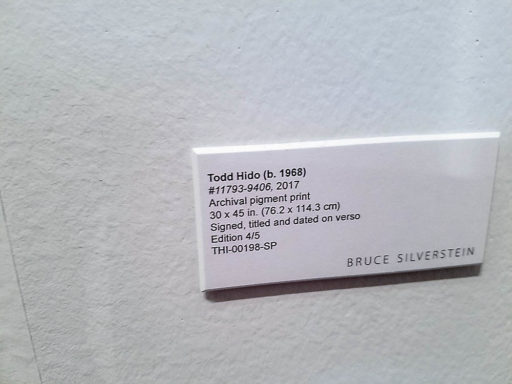 Todd Hido (b. 1968)
#11793-9406, 2017
Archival pigment print
30 x 45 in. (76.2 x 114.3 cm)
Signed, titled and dated on verso
Edition 4/5
THI-00198-SP
BRUCE SILVERSTEIN